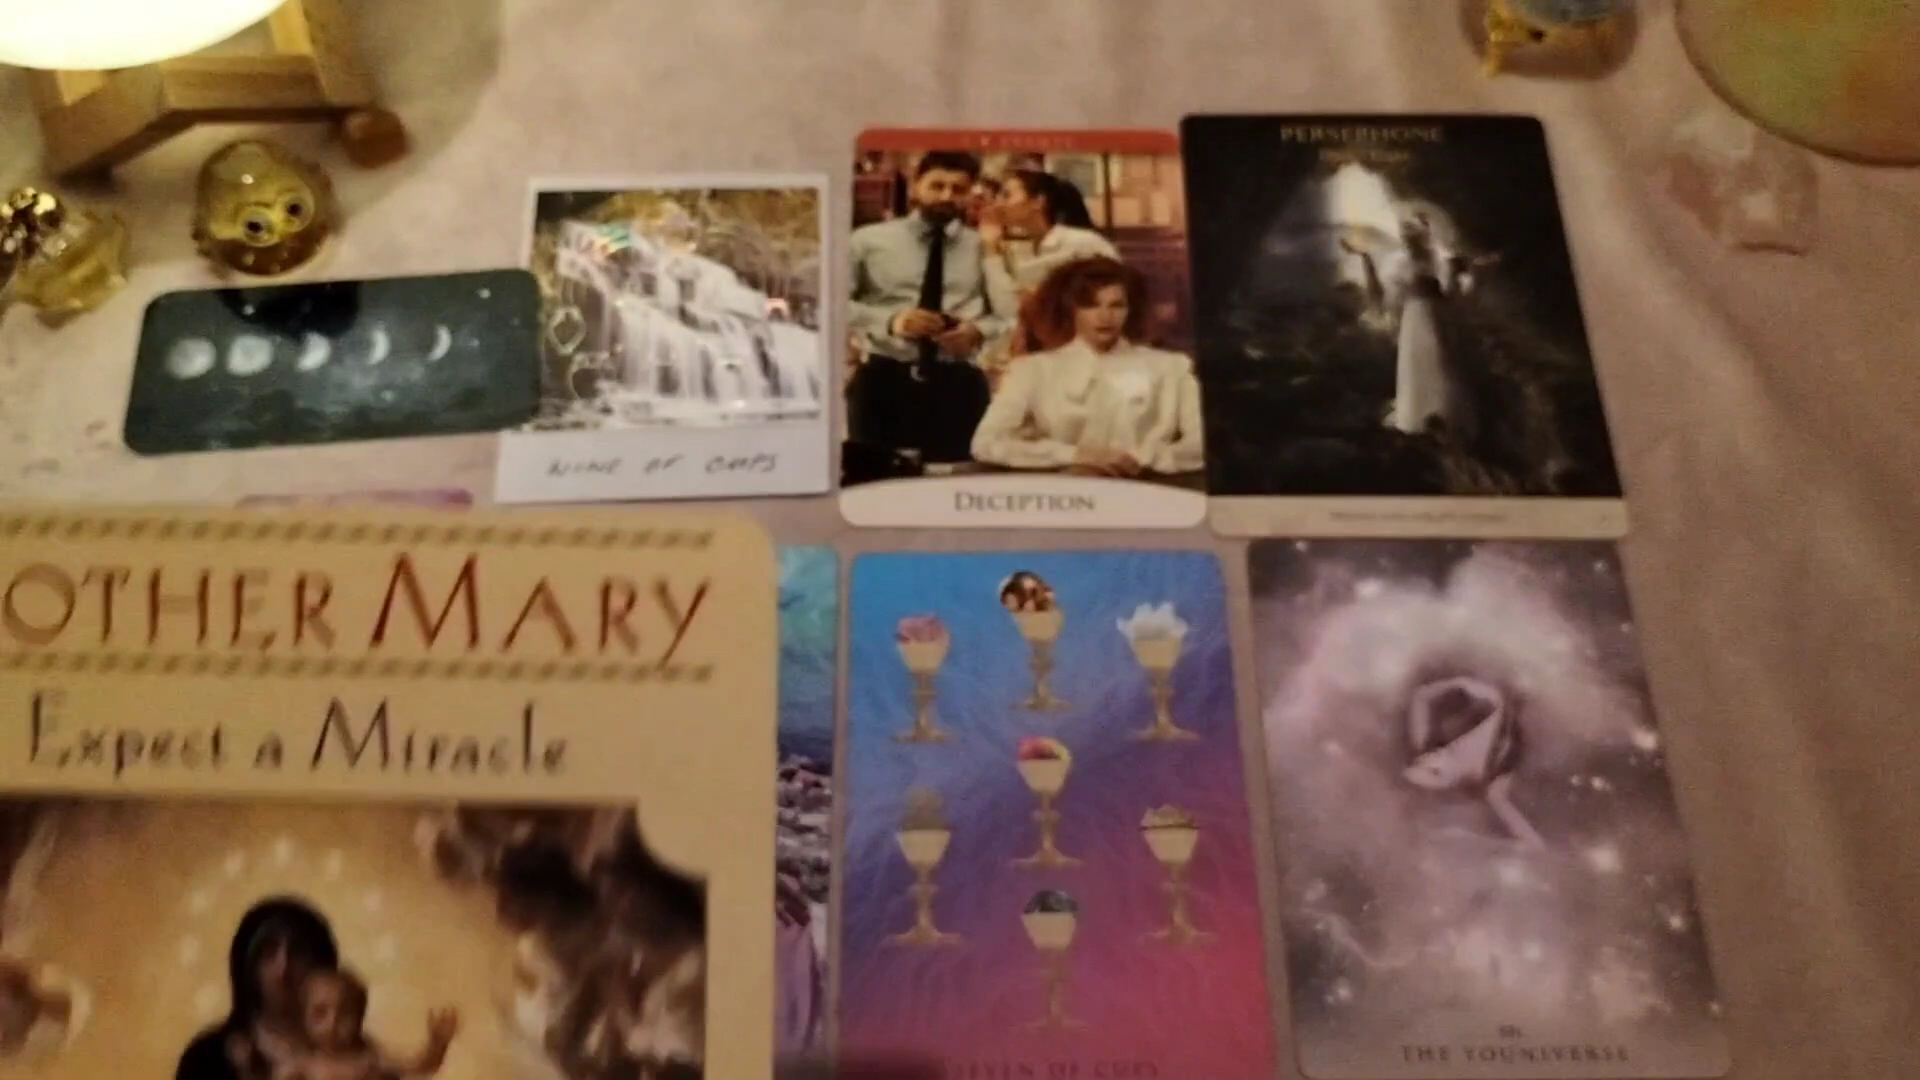 PERSEPHONE
NINE OF CUPS
DECEPTION
OTHER MARY
Expect a Miracle
SEVEN OF CUPS
THE YOUNIVERSE